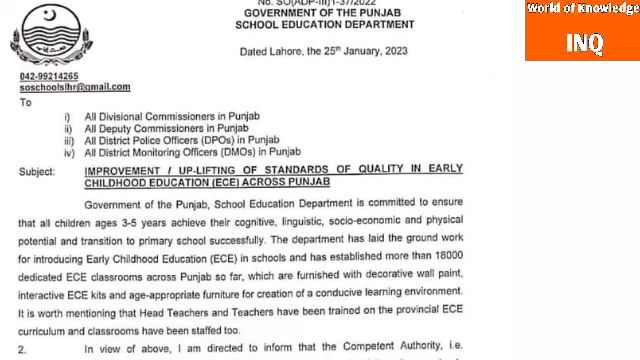 No. SO(ADP-III)1-37/2022
World of Knowledge
GOVERNMENT OF THE PUNJAB
SCHOOL EDUCATION DEPARTMENT
INQ
Dated Lahore, the 25th January, 2023
042-99214265
soschoolslhr@gmail.com
To
i) All Divisional Commissioners in Punjab
ii) All Deputy Commissioners in Punjab
iii) All District Police Officers (DPOs) in Punjab
iv) All District Monitoring Officers (DMOs) in Punjab
Subject: IMPROVEMENT / UP-LIFTING OF STANDARDS OF QUALITY IN EARLY
CHILDHOOD EDUCATION (ECE) ACROSS PUNJAB
Government of the Punjab, School Education Department is committed to ensure
that all children ages 3-5 years achieve their cognitive, linguistic, socio-economic and physical
potential and transition to primary school successfully. The department has laid the ground work
for introducing Early Childhood Education (ECE) in schools and has established more than 18000
dedicated ECE classrooms across Punjab so far, which are furnished with decorative wall paint,
interactive ECE kits and age-appropriate furniture for creation of a conducive learning environment.
It is worth mentioning that Head Teachers and Teachers have been trained on the provincial ECE
curriculum and classrooms have been staffed too.
2. In view of above, I am directed to inform that the Competent Authority, i.e.